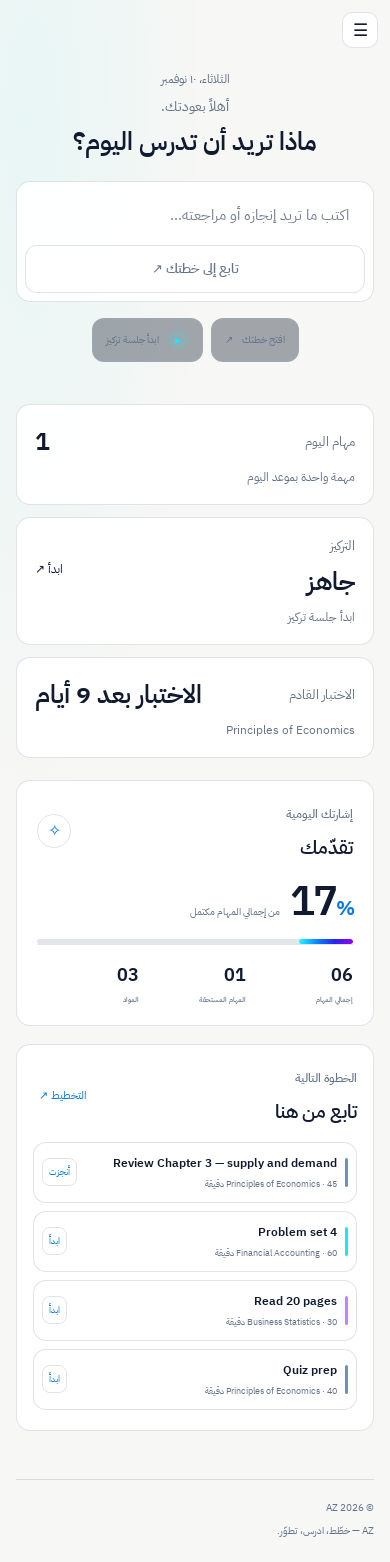 ☰
الثلاثاء، ١٠ نوفمبر
أهلاً بعودتك.
ماذا تريد أن تدرس اليوم؟
اكتب ما تريد إنجازه أو مراجعته...
تابع إلى خطتك ↗
افتح خطتك ↗
ابدأ جلسة تركيز
مهام اليوم
1
مهمة واحدة بموعد اليوم
التركيز
جاهز
ابدأ ↗
ابدأ جلسة تركيز
الاختبار القادم
الاختبار بعد 9 أيام
Principles of Economics
إشارتك اليومية
تقدّمك
17%
من إجمالي المهام مكتمل
06
01
03
إجمالي المهام
المهام المستحقة
المواد
الخطوة التالية
تابع من هنا
التخطيط ↗
Review Chapter 3 — supply and demand
Principles of Economics · 45 دقيقة
أنجزت
Problem set 4
Financial Accounting · 60 دقيقة
ابدأ
Read 20 pages
Business Statistics · 30 دقيقة
ابدأ
Quiz prep
Principles of Economics · 40 دقيقة
ابدأ
© 2026 AZ
AZ — خطّط، ادرس، تطوّر.